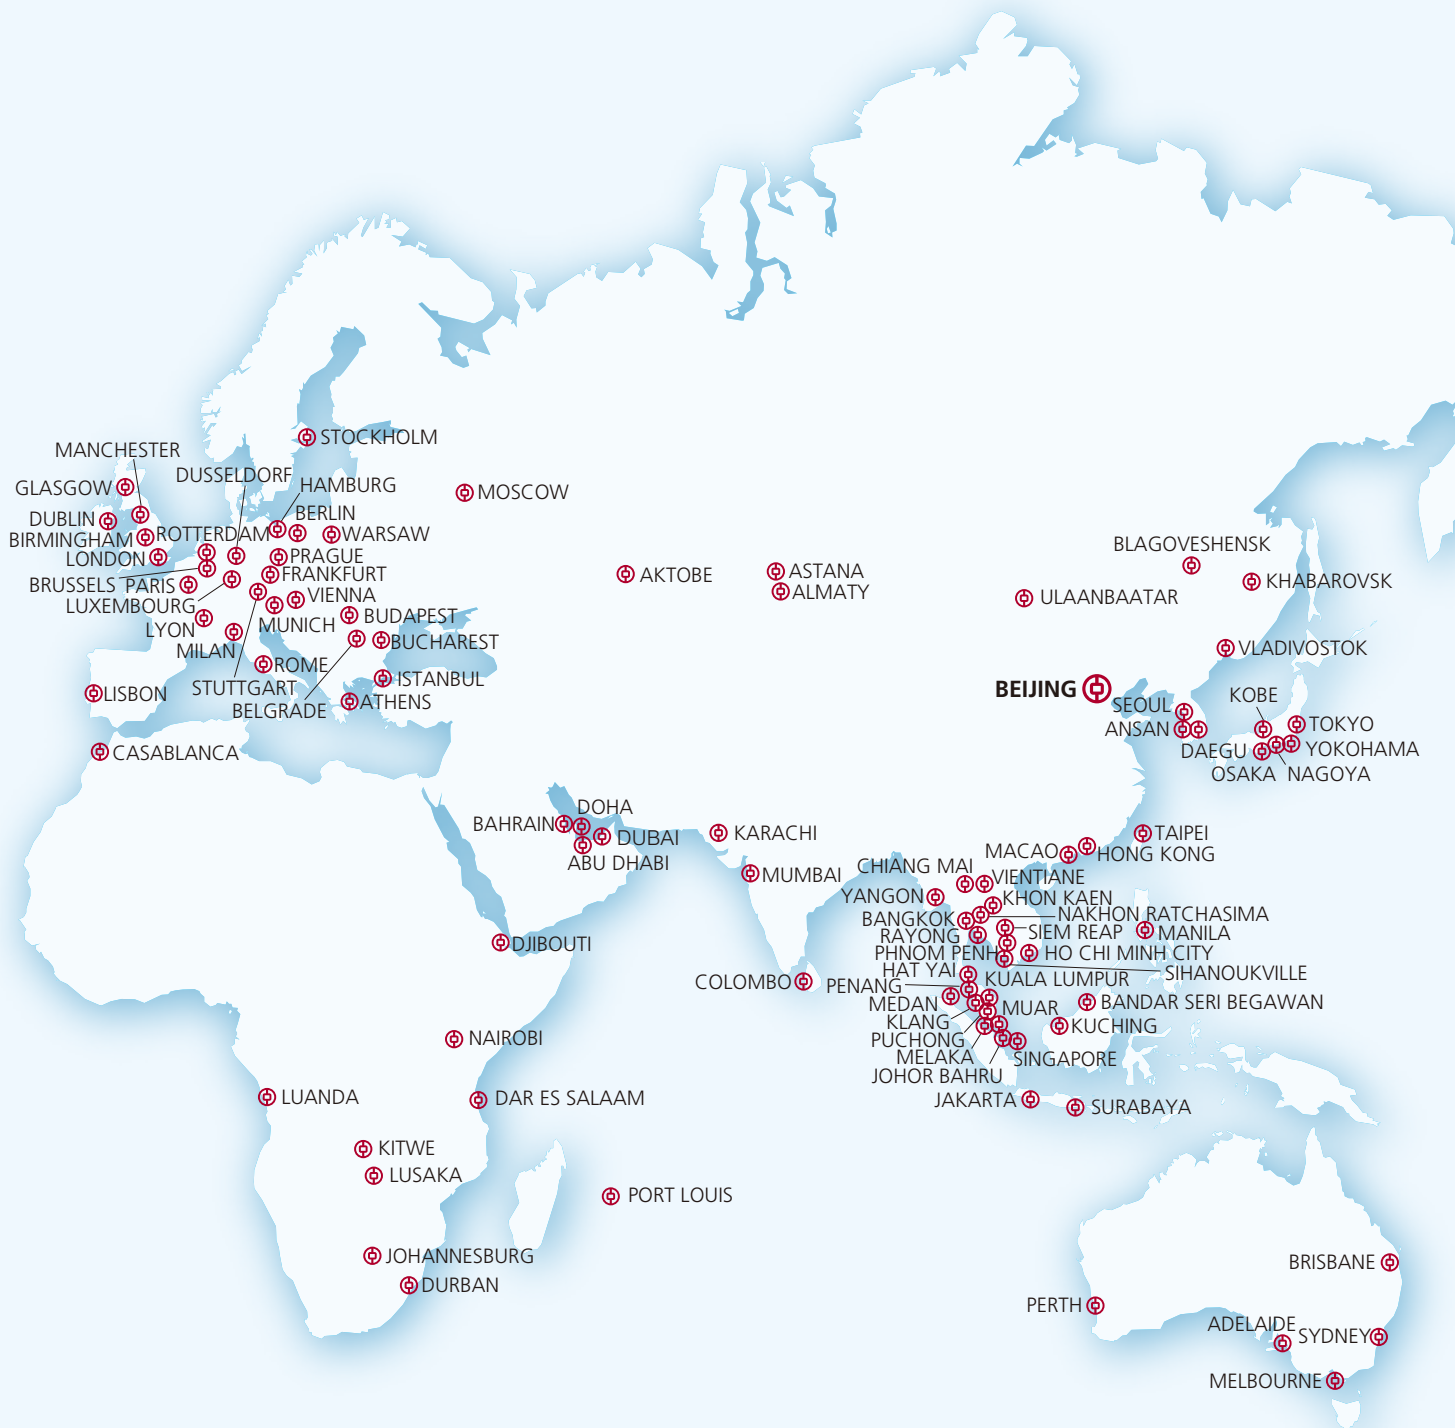 STOCKHOLM
MANCHESTER
DUSSELDORF
HAMBURG
GLASGOW
MOSCOW
DUBLIN
BERLIN
BIRMINGHAM
ROTTERDAM
WARSAW
LONDON
PRAGUE
BRUSSELS
PARIS
FRANKFURT
LUXEMBOURG
VIENNA
LYON
MUNICH
BUDAPEST
MILAN
BUCHAREST
ROME
STUTTGART
ISTANBUL
LISBON
BELGRADE
ATHENS
CASABLANCA
AKTOBE
ASTANA
ALMATY
ULAANBAATAR
BLAGOVESHENSK
KHABAROVSK
VLADIVOSTOK
BEIJING
SEOUL
KOBE
TOKYO
ANSAN
DAEGU
YOKOHAMA
OSAKA
NAGOYA
DOHA
BAHRAIN
DUBAI
ABU DHABI
KARACHI
MUMBAI
TAIPEI
MACAO
HONG KONG
CHIANG MAI
VIENTIANE
YANGON
KHON KAEN
BANGKOK
NAKHON RATCHASIMA
RAYONG
SIEM REAP
MANILA
PHNOM PENH
HO CHI MINH CITY
HAT YAI
SIHANOUKVILLE
DJIBOUTI
COLOMBO
PENANG
KUALA LUMPUR
MEDAN
MUAR
BANDAR SERI BEGAWAN
KLANG
KUCHING
PUCHONG
MELAKA
SINGAPORE
JOHOR BAHRU
JAKARTA
SURABAYA
NAIROBI
LUANDA
DAR ES SALAAM
KITWE
LUSAKA
PORT LOUIS
JOHANNESBURG
DURBAN
BRISBANE
PERTH
ADELAIDE
SYDNEY
MELBOURNE